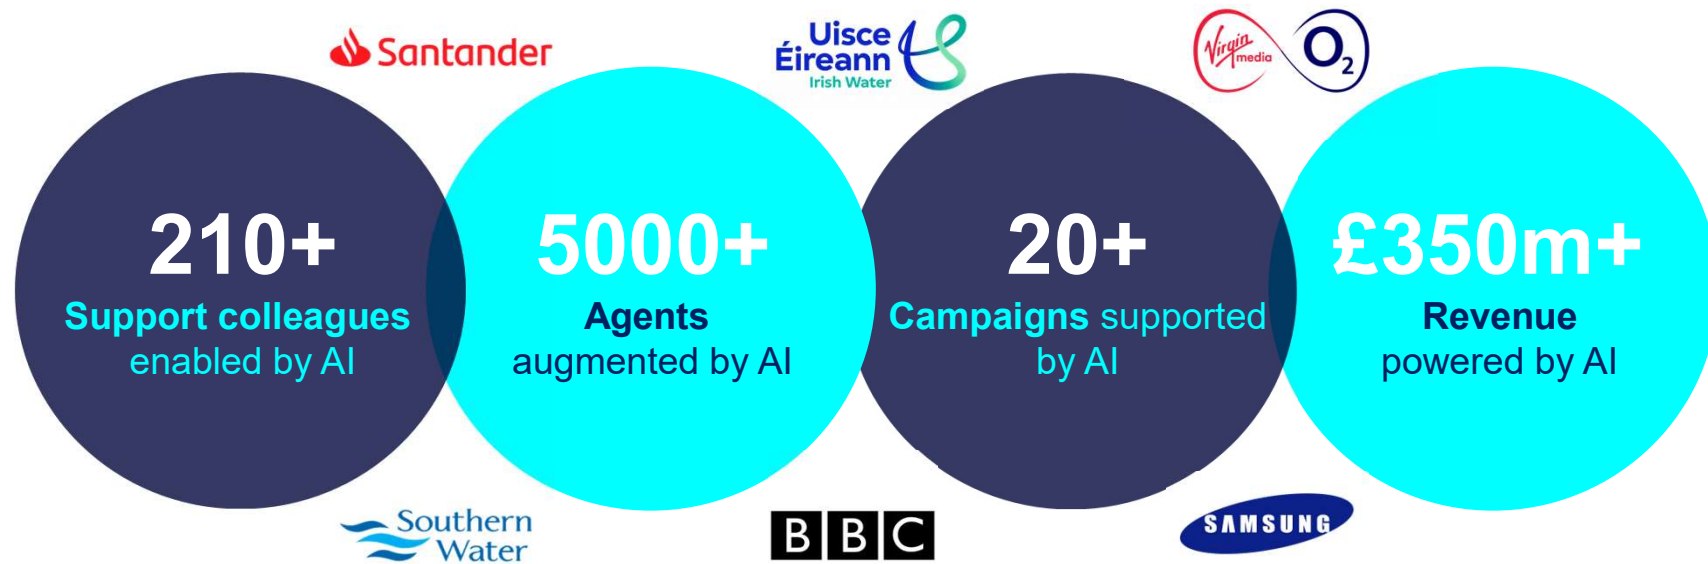 Santander
Uisce
Éireann
Irish Water
Virgin
media
O2
210+
Support colleagues
enabled by AI
5000+
Agents
augmented by AI
20+
Campaigns supported
by AI
£350m+
Revenue
powered by AI
Southern
Water
BBC
SAMSUNG